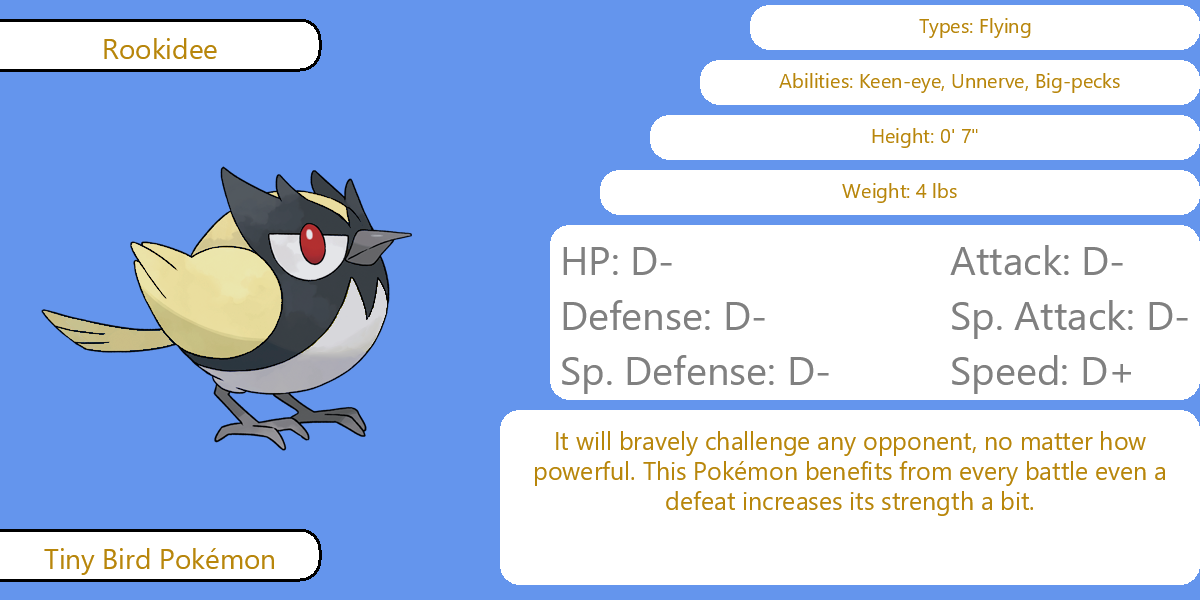 Rookidee
Types: Flying
Abilities: Keen-eye, Unnerve, Big-pecks
Height: 0' 7"
Weight: 4 lbs
HP: D-
Attack: D-
Defense: D-
Sp. Attack: D-
Sp. Defense: D-
Speed: D+
It will bravely challenge any opponent, no matter how
powerful. This Pokémon benefits from every battle even a
defeat increases its strength a bit.
Tiny Bird Pokémon